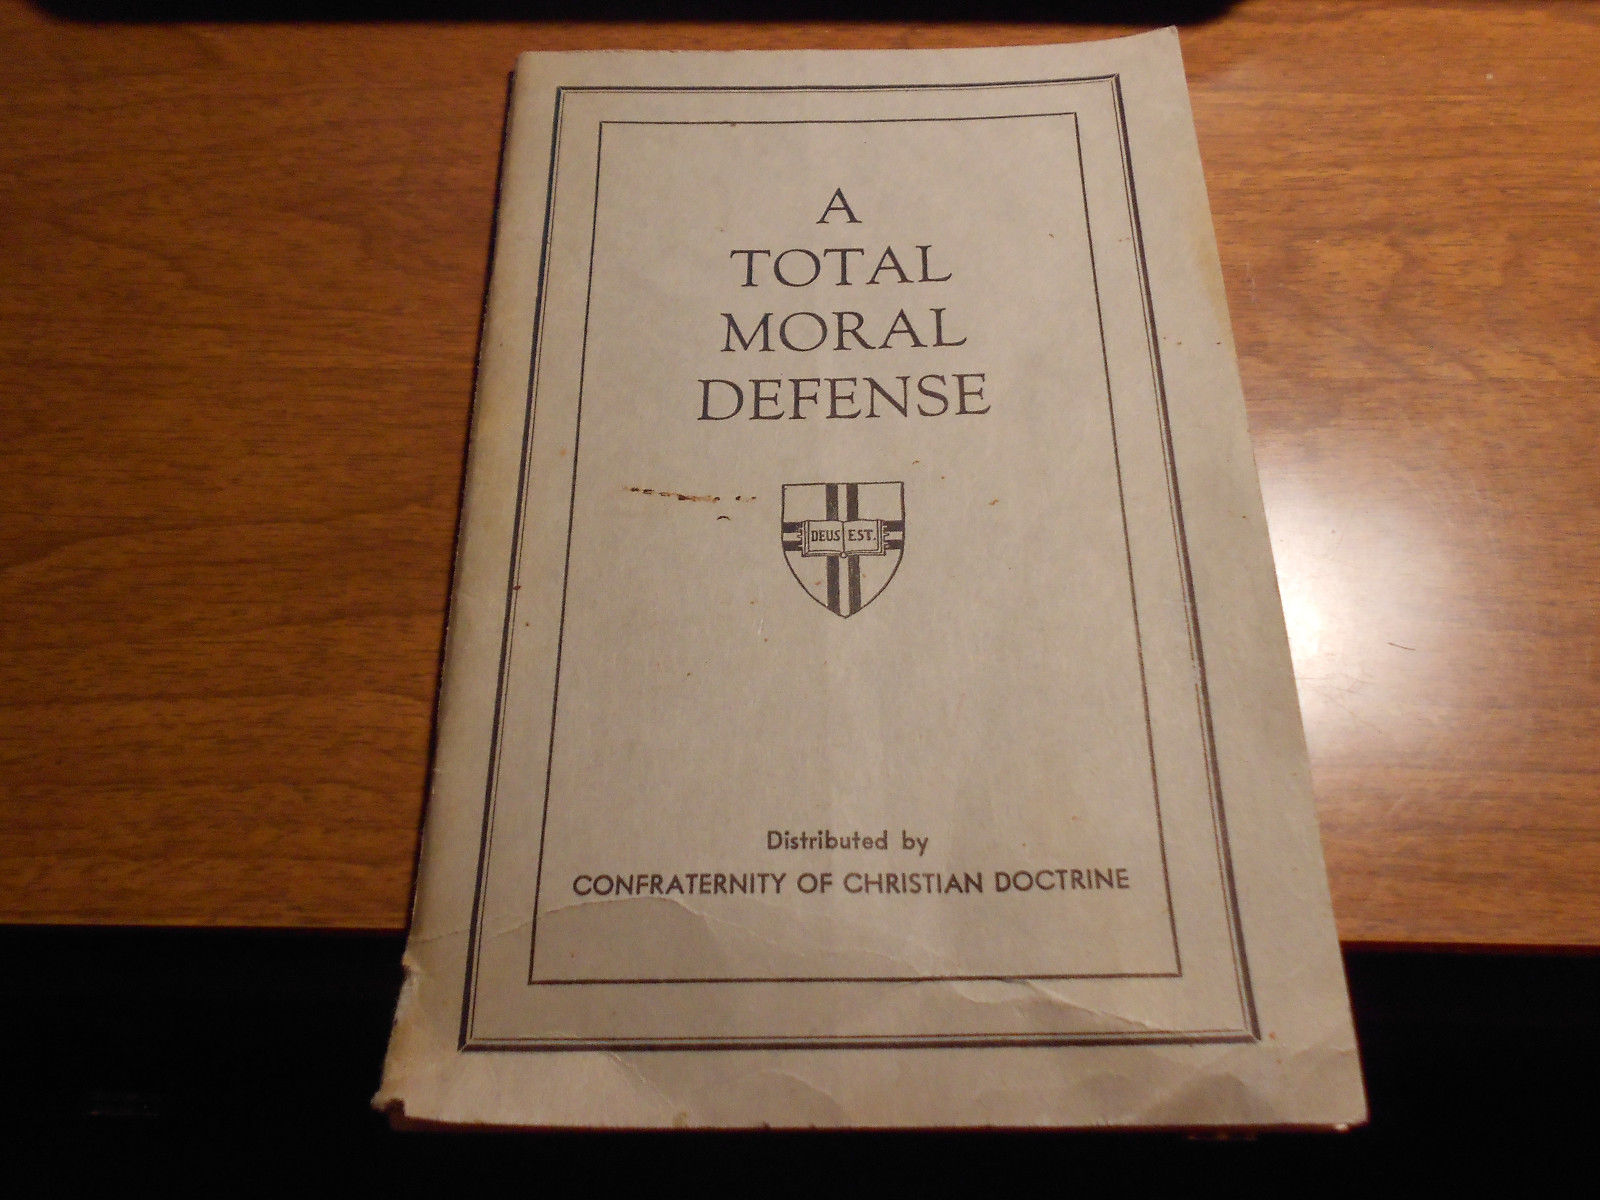 A
TOTAL
MORAL
DEFENSE
DEUS EST.
Distributed by
CONFRATERNITY OF CHRISTIAN DOCTRINE